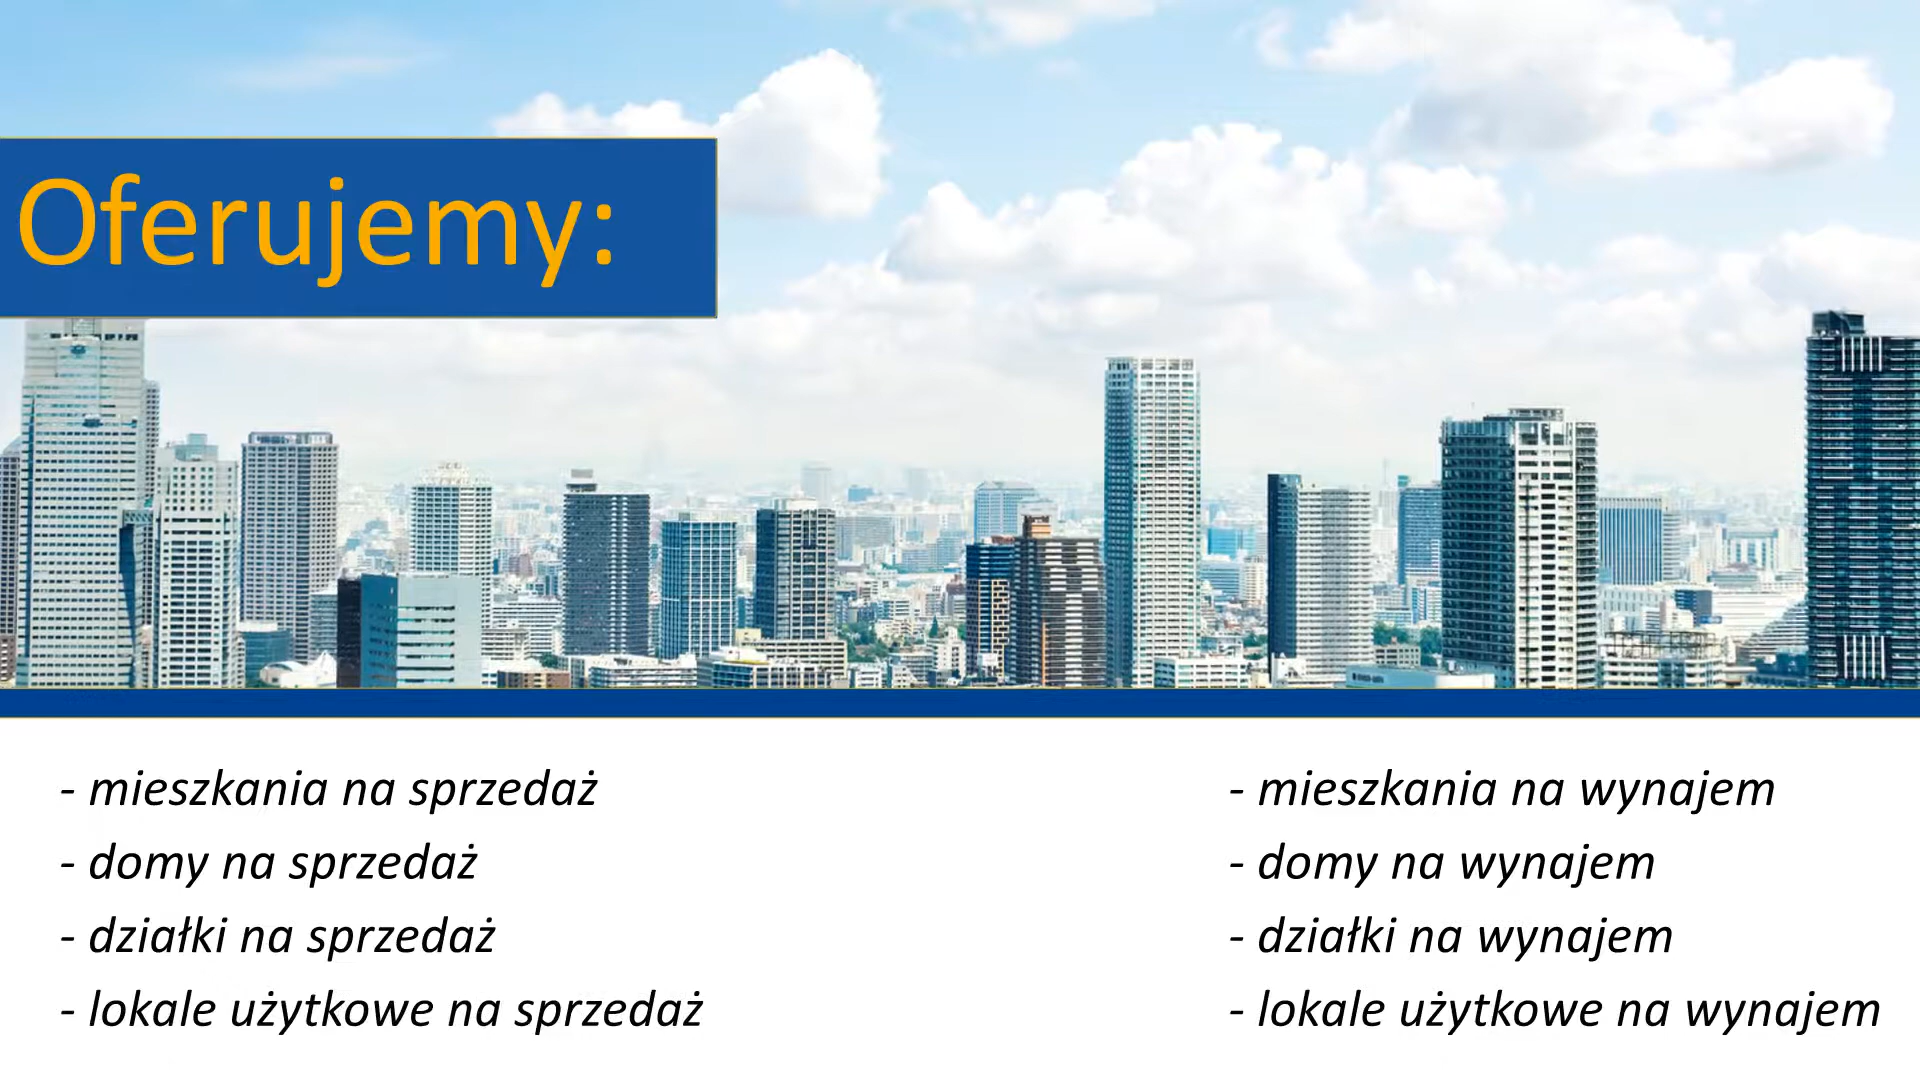 Oferujemy:
- mieszkania na sprzedaż
- domy na sprzedaż
- działki na sprzedaż
- lokale użytkowe na sprzedaż
- mieszkania na wynajem
- domy na wynajem
- działki na wynajem
- lokale użytkowe na wynajem